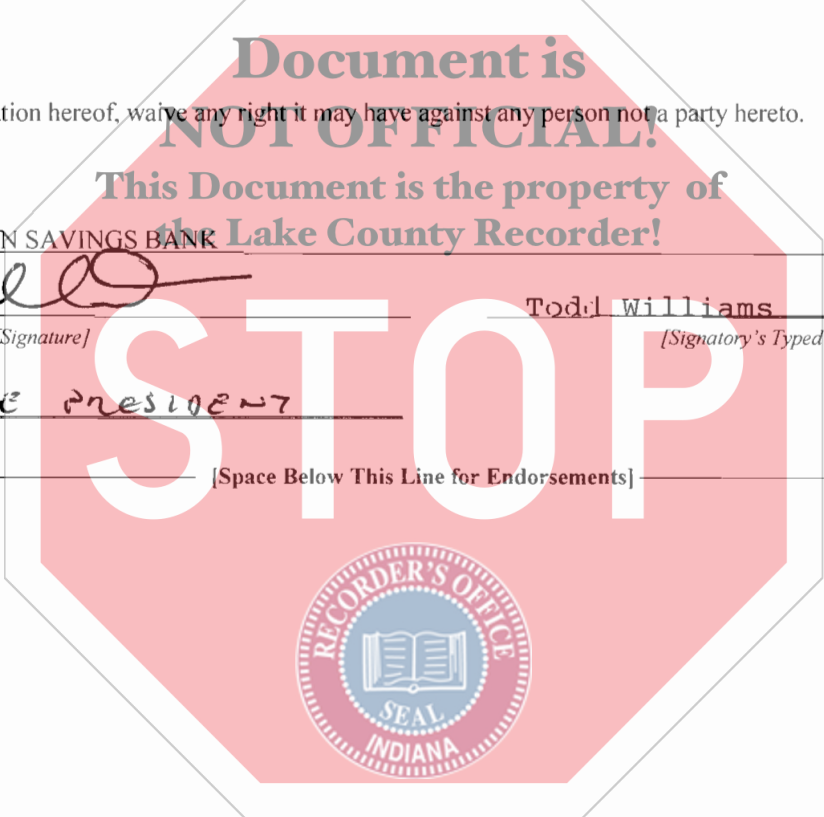 Document is
tion hereof, waive any right it may have against any person not a party hereto.
NOT OFFICIAL!
This Document is the property of
the Lake County Recorder!
N SAVINGS BANK
Todd Williams
[Signature]
[Signatory's Typed
E PRESIDENT
STOP
[Space Below This Line for Endorsements]
RECORDER'S OFFICE
SEAL
INDIANA